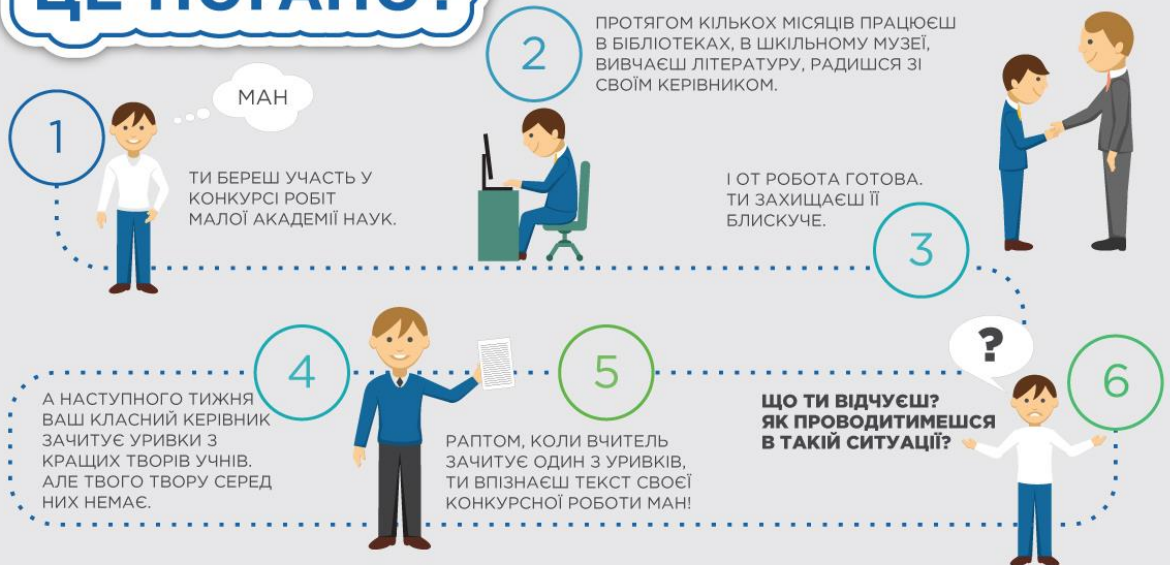 ЦЕ ПОГАНО?
1
МАН
ТИ БЕРЕШ УЧАСТЬ У
КОНКУРСІ РОБІТ
МАЛОЇ АКАДЕМІЇ НАУК.
2
ПРОТЯГОМ КІЛЬКОХ МІСЯЦІВ ПРАЦЮЄШ
В БІБЛІОТЕКАХ, В ШКІЛЬНОМУ МУЗЕЇ,
ВИВЧАЄШ ЛІТЕРАТУРУ, РАДИШСЯ ЗІ
СВОЇМ КЕРІВНИКОМ.
І ОТ РОБОТА ГОТОВА.
ТИ ЗАХИЩАЄШ ЇЇ
БЛИСКУЧЕ.
3
4
А НАСТУПНОГО ТИЖНЯ
ВАШ КЛАСНИЙ КЕРІВНИК
ЗАЧИТУЄ УРИВКИ З
КРАЩИХ ТВОРІВ УЧНІВ.
АЛЕ ТВОГО ТВОРУ СЕРЕД
НИХ НЕМАЄ.
5
РАПТОМ, КОЛИ ВЧИТЕЛЬ
ЗАЧИТУЄ ОДИН З УРИВКІВ,
ТИ ВПІЗНАЄШ ТЕКСТ СВОЄЇ
КОНКУРСНОЇ РОБОТИ МАН!
?
6
ЩО ТИ ВІДЧУЄШ?
ЯК ПРОВОДИТИМЕШСЯ
В ТАКІЙ СИТУАЦІЇ?